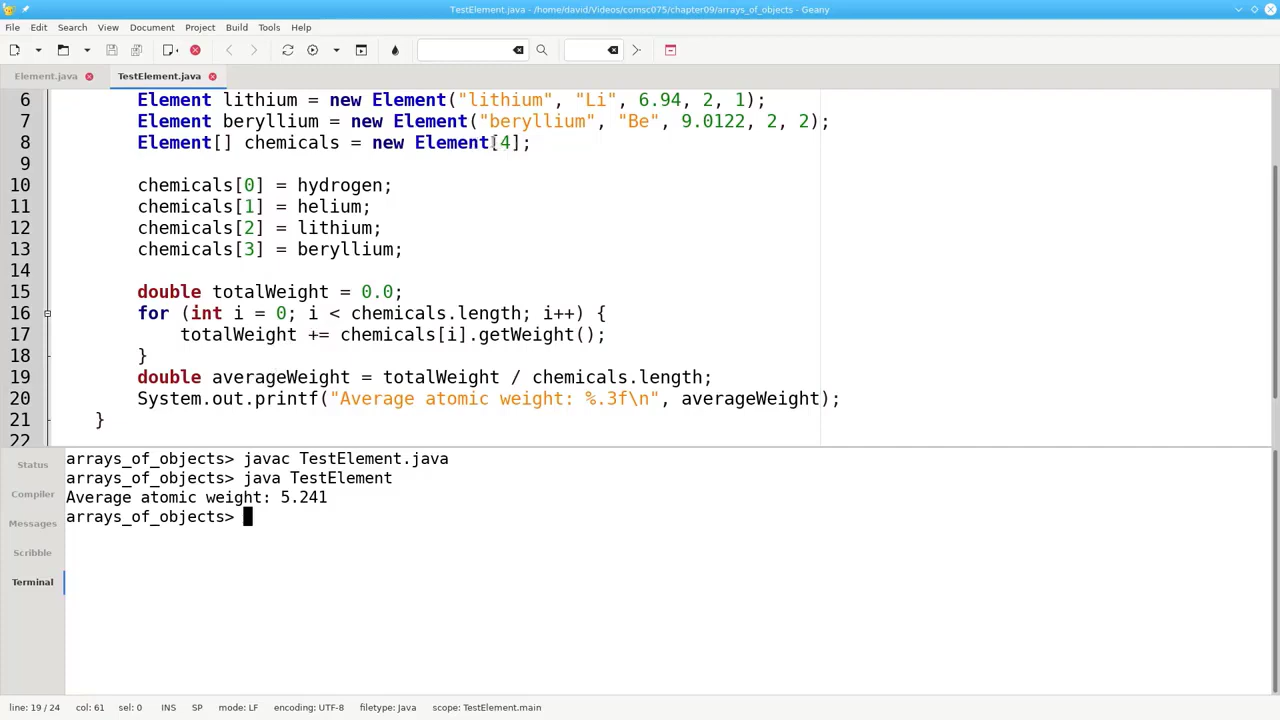 TestElement.java - /home/david/Videos/comsc075/chapter09/arrays_of_objects - Geany
File Edit Search View Document Project Build Tools Help
Element.java TestElement.java
6 Element lithium = new Element("lithium", "Li", 6.94, 2, 1);
7 Element beryllium = new Element("beryllium", "Be", 9.0122, 2, 2);
8 Element[] chemicals = new Element[4];
9
10 chemicals[0] = hydrogen;
11 chemicals[1] = helium;
12 chemicals[2] = lithium;
13 chemicals[3] = beryllium;
14
15 double totalWeight = 0.0;
16 for (int i = 0; i < chemicals.length; i++) {
17 totalWeight += chemicals[i].getWeight();
18 }
19 double averageWeight = totalWeight / chemicals.length;
20 System.out.printf("Average atomic weight: %.3f\n", averageWeight);
21 }
22
Status
Compiler
Messages
Scribble
Terminal
arrays_of_objects> javac TestElement.java
arrays_of_objects> java TestElement
Average atomic weight: 5.241
arrays_of_objects>
line: 19 / 24 col: 61 sel: 0 INS SP mode: LF encoding: UTF-8 filetype: Java scope: TestElement.main